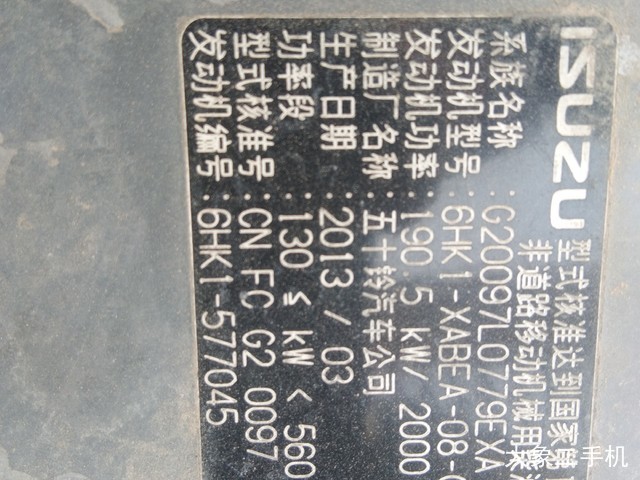 ISUZU
型式核准达到国家第
非道路移动机械用
系族名称:G20097L0779EXA
发动机型号:6HK1-XABEA-08-
发动机功率:190.5 kW/2000
制造厂名称:五十铃汽车公司
生产日期:2013/03
功率段:130≤kW<560
型式核准号:CN FC G2 0097
发动机编号:6HK1-577045
手机